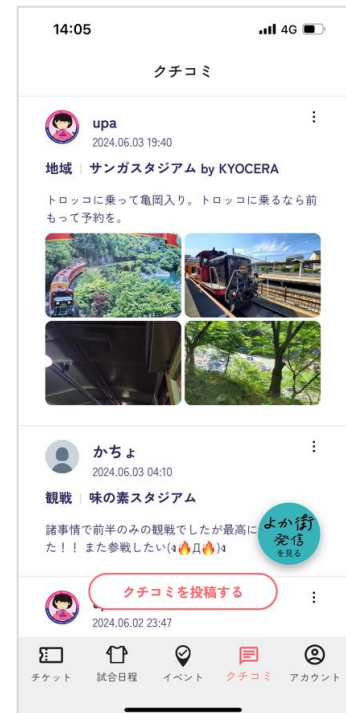 14:05
4G
クチコミ
upa
2024.06.03 19:40
地域 | サンガスタジアム by KYOCERA
トロッコに乗って亀岡入り。トロッコに乗るなら前
もって予約を。
かちょ
2024.06.03 04:10
観戦 | 味の素スタジアム
諸事情で前半のみの観戦でしたが最高に
た！！また参戦したい(ง🔥Д🔥)ง
よか街
発信
を見る
クチコミを投稿する
2024.06.02 23:47
チケット
試合日程
イベント
クチコミ
アカウント